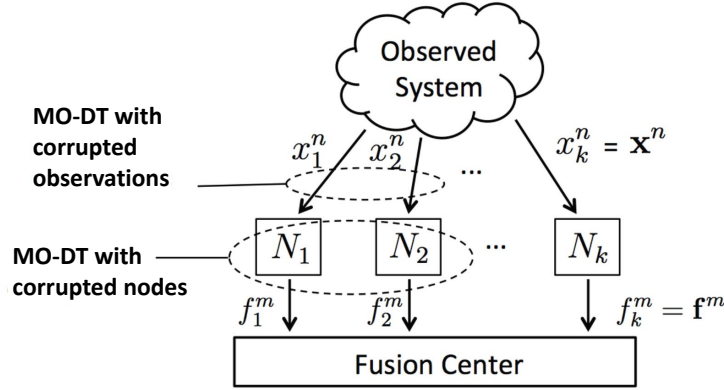 Observed
System
MO-DT with
corrupted
observations
x_1^n
x_2^n
...
x_k^n = 𝐱^n
MO-DT with
corrupted nodes
N_1
N_2
...
N_k
f_1^m
f_2^m
f_k^m = 𝐟^m
Fusion Center